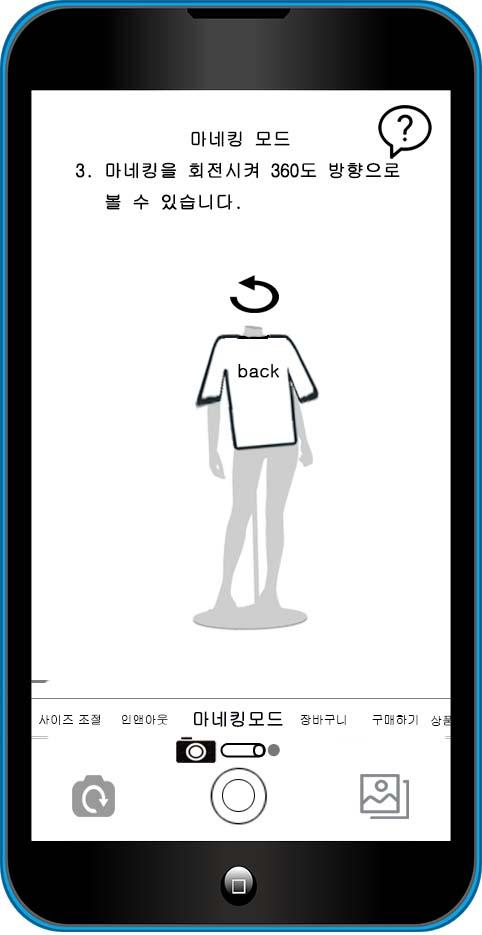 ?
마네킹 모드
3. 마네킹을 회전시켜 360도 방향으로
볼 수 있습니다.
back
사이즈 조절 인앤아웃 마네킹모드 장바구니 구매하기 상품